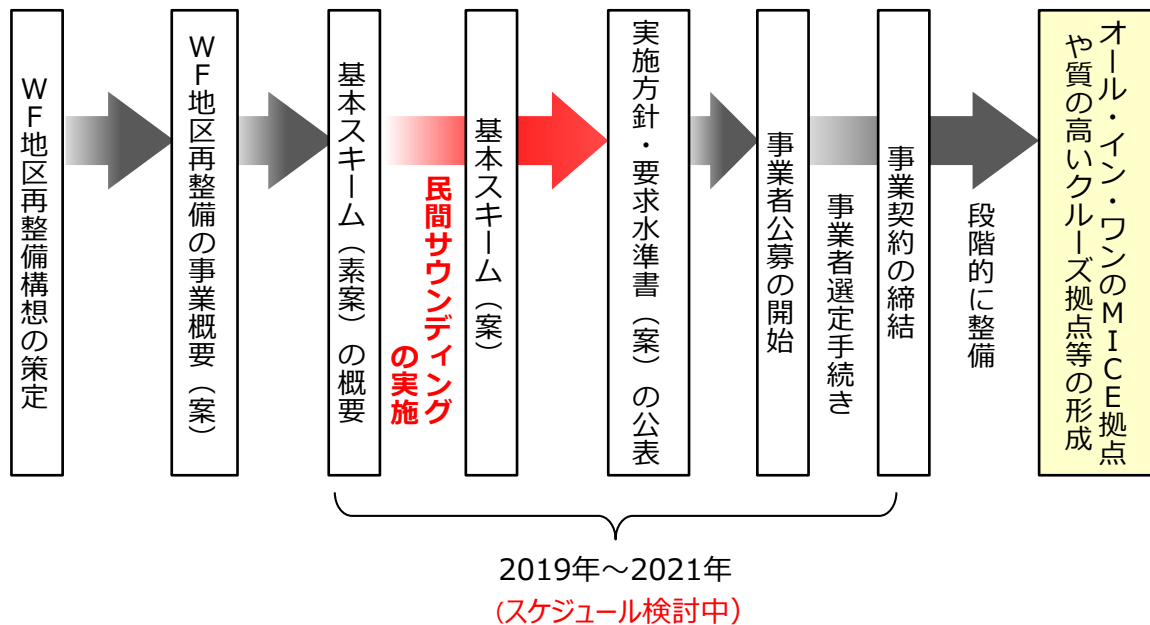 ＷＦ地区再整備構想の策定
ＷＦ地区再整備の事業概要（案）
基本スキーム（素案）の概要
民間サウンディング
の実施
基本スキーム（案）
実施方針・要求水準書（案）の公表
事業者公募の開始
事業者選定手続き
事業契約の締結
段階的に整備
オール・イン・ワンのＭＩＣＥ拠点
や質の高いクルーズ拠点等の形成
2019年～2021年
(スケジュール検討中）